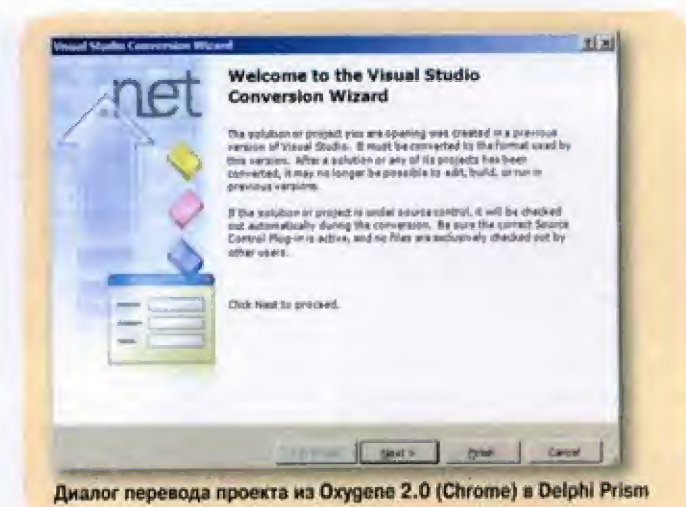 Visual Studio Conversion Wizard
.net
Welcome to the Visual Studio
Conversion Wizard
The solution or project you are opening was created in a previous
version of Visual Studio. It must be converted to the format used by
this version. After a solution or any of its projects has been
converted, it may no longer be possible to edit, build, or run in
previous versions.
If the solution or project is under source control, it will be checked
out automatically during the conversion. Be sure the correct Source
Control Plug-in is active, and no files are exclusively checked out by
other users.
Click Next to proceed.
Next >
Finish
Cancel
Диалог перевода проекта из Oxygene 2.0 (Chrome) в Delphi Prism